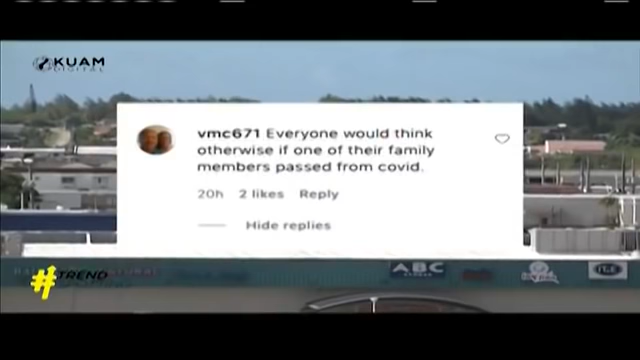 KUAM
DIGITAL
vmc671 Everyone would think
otherwise if one of their family
members passed from covid.
20h 2 likes Reply
Hide replies
ABC
#TREND